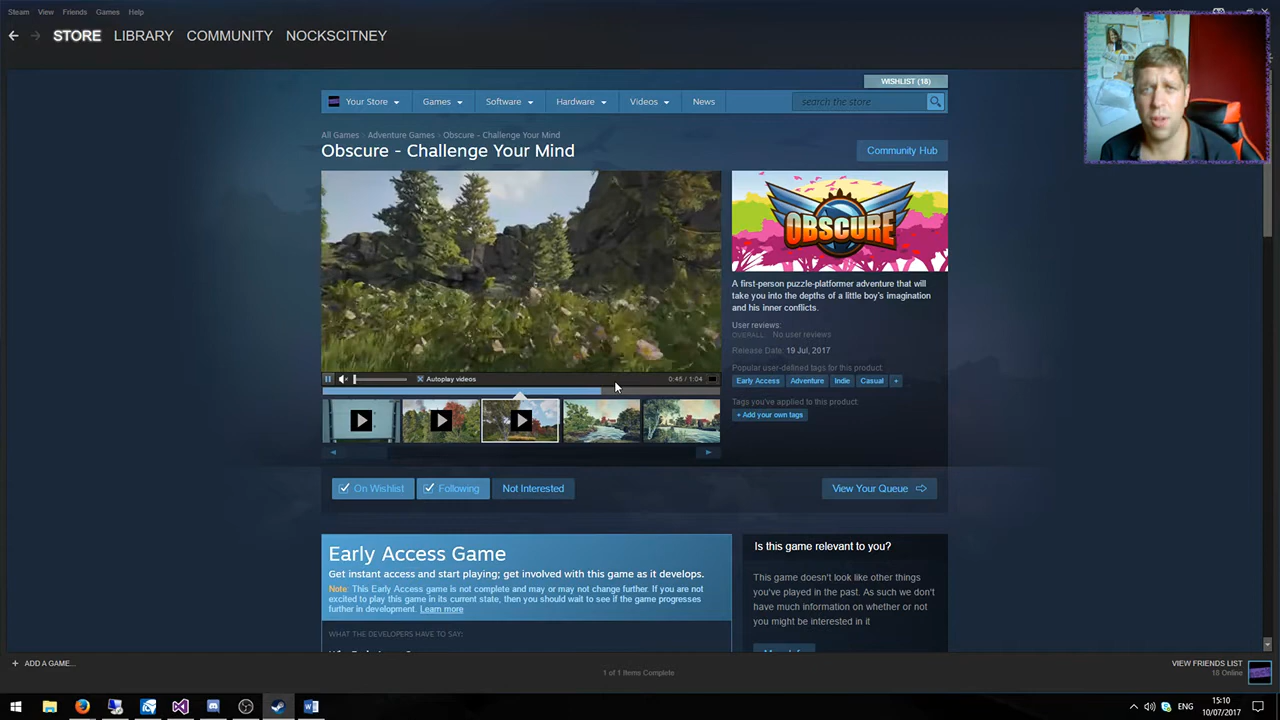 Steam View Friends Games Help
STORE LIBRARY COMMUNITY NOCKSCITNEY
WISHLIST (18)
Your Store Games Software Hardware Videos News search the store
All Games > Adventure Games > Obscure - Challenge Your Mind
Obscure - Challenge Your Mind
Community Hub
OBSCURE
A first-person puzzle-platformer adventure that will
take you into the depths of a little boy's imagination
and his inner conflicts.
User reviews:
OVERALL: No user reviews
Release Date: 19 Jul, 2017
Popular user-defined tags for this product:
Early Access Adventure Indie Casual +
Tags you've applied to this product:
+ Add your own tags
Autoplay videos 0:45 / 1:04
On Wishlist Following Not Interested View Your Queue
Early Access Game
Get instant access and start playing; get involved with this game as it develops.
Note: This Early Access game is not complete and may or may not change further. If you are not
excited to play this game in its current state, then you should wait to see if the game progresses
further in development. Learn more
WHAT THE DEVELOPERS HAVE TO SAY:
Is this game relevant to you?
This game doesn't look like other things
you've played in the past. As such we don't
have much information on whether or not
you might be interested in it
+ ADD A GAME...
1 of 1 Items Complete
VIEW FRIENDS LIST
18 Online
ENG
15:10
10/07/2017